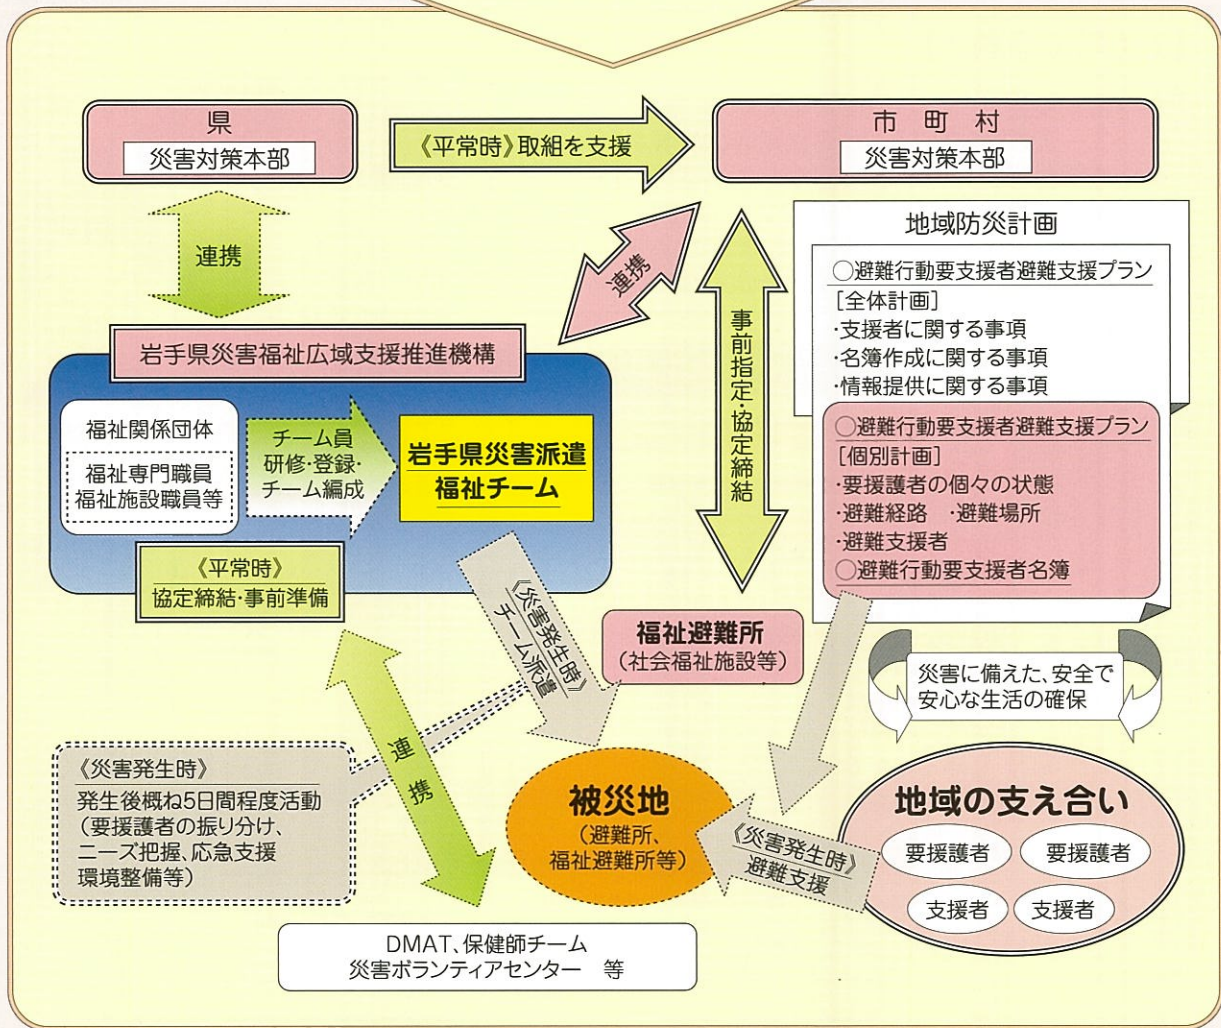 県
災害対策本部
《平常時》取組を支援
市町村
災害対策本部
連携
連携
事前指定・協定締結
地域防災計画
○避難行動要支援者避難支援プラン
[全体計画]
・支援者に関する事項
・名簿作成に関する事項
・情報提供に関する事項
○避難行動要支援者避難支援プラン
[個別計画]
・要援護者の個々の状態
・避難経路 ・避難場所
・避難支援者
○避難行動要支援者名簿
岩手県災害福祉広域支援推進機構
福祉関係団体
福祉専門職員
福祉施設職員等
チーム員
研修・登録・
チーム編成
岩手県災害派遣
福祉チーム
《平常時》
協定締結・事前準備
《災害発生時》
チーム派遣
福祉避難所
(社会福祉施設等)
災害に備えた、安全で
安心な生活の確保
《災害発生時》
発生後概ね5日間程度活動
(要援護者の振り分け、
ニーズ把握、応急支援
環境整備等)
連携
被災地
(避難所、
福祉避難所等)
《災害発生時》
避難支援
地域の支え合い
要援護者
要援護者
支援者
支援者
DMAT、保健師チーム
災害ボランティアセンター 等